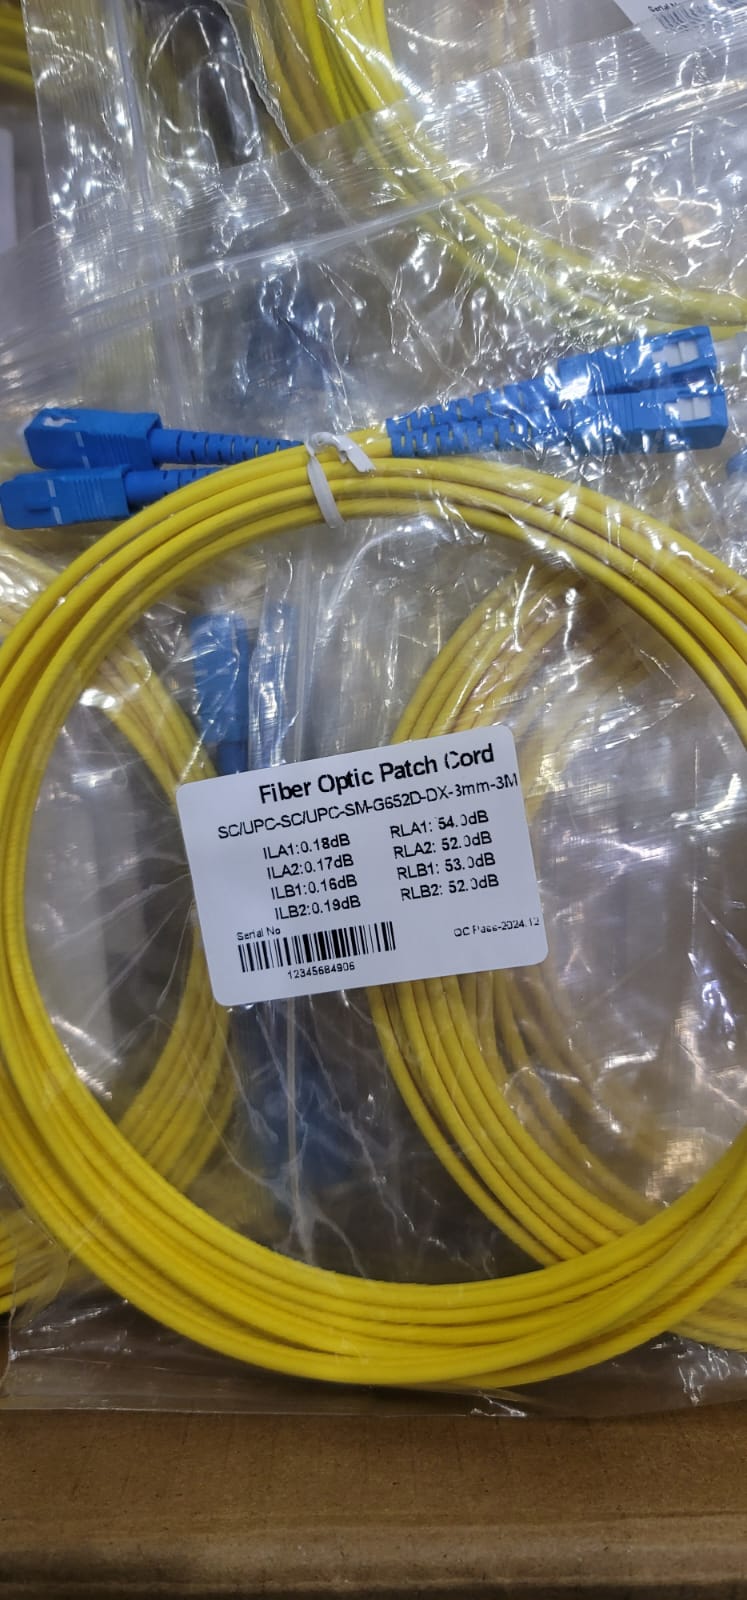 Serial No
Fiber Optic Patch Cord
SC/UPC-SC/UPC-SM-G652D-DX-3mm-3M
ILA1:0.18dB RLA1: 54.0dB
ILA2:0.17dB RLA2: 52.0dB
ILB1:0.16dB RLB1: 53.0dB
ILB2:0.19dB RLB2: 52.0dB
Serial No
QC Pass-2024.12
12345684906